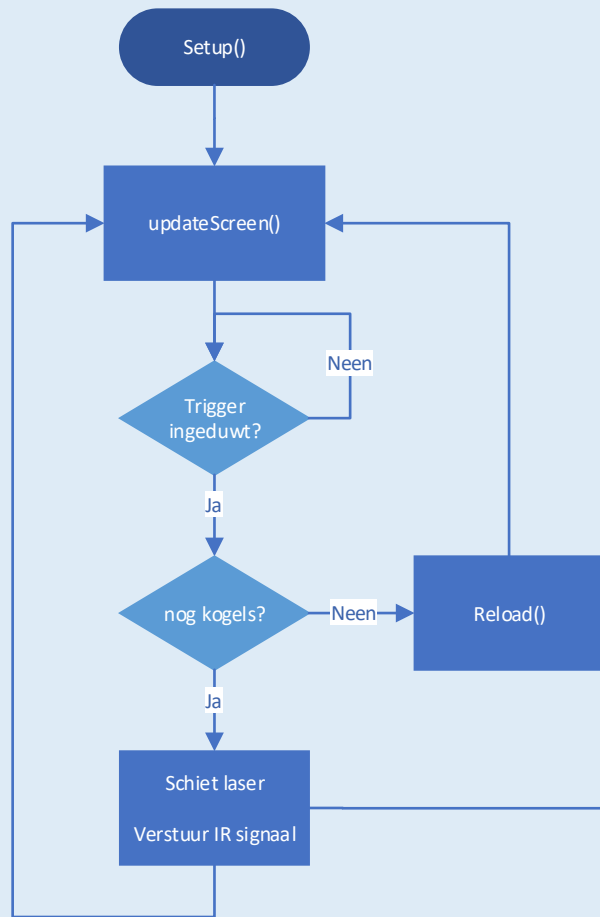 Setup()
updateScreen()
Neen
Trigger
ingeduwt?
Ja
nog kogels?
Neen
Reload()
Ja
Schiet laser
Verstuur IR signaal